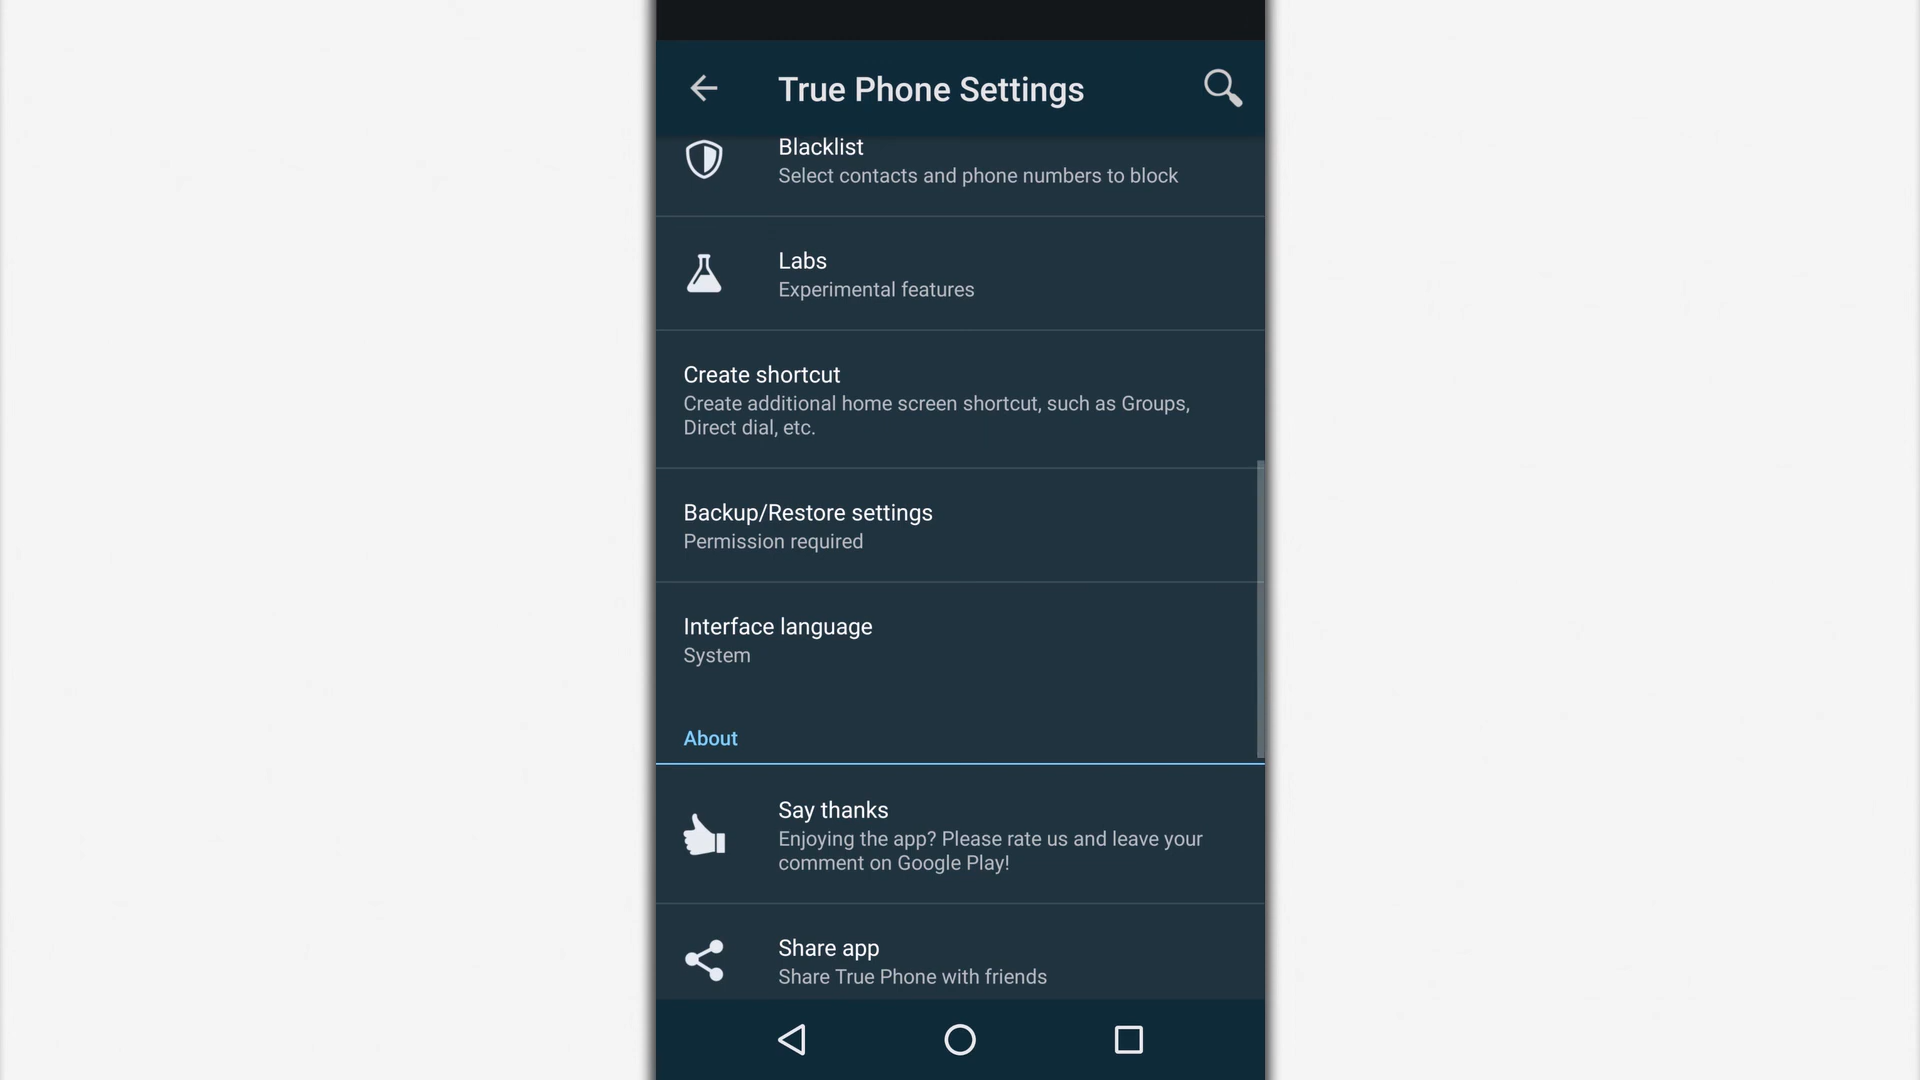 True Phone Settings
Blacklist
Select contacts and phone numbers to block
Labs
Experimental features
Create shortcut
Create additional home screen shortcut, such as Groups,
Direct dial, etc.
Backup/Restore settings
Permission required
Interface language
System
About
Say thanks
Enjoying the app? Please rate us and leave your
comment on Google Play!
Share app
Share True Phone with friends